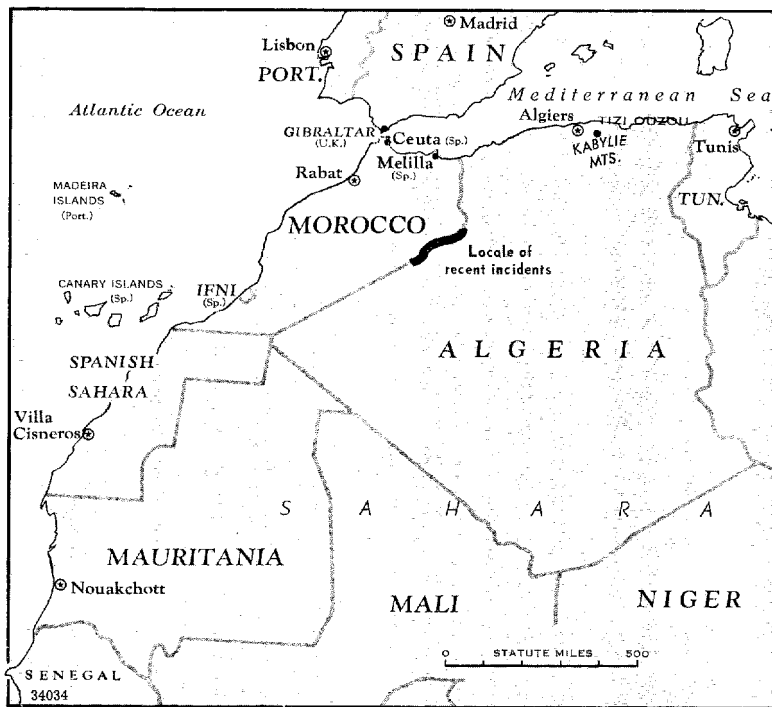 Madrid
Lisbon
SPAIN
PORT.
Mediterranean Sea
Atlantic Ocean
Algiers
TIZI OUZOU
GIBRALTAR
(U.K.)
Ceuta (Sp.)
KABYLIE
MTS.
Tunis
Melilla
(Sp.)
Rabat
MADEIRA
ISLANDS
(Port.)
TUN.
MOROCCO
Locale of
recent incidents
CANARY ISLANDS
(Sp.)
IFNI
(Sp.)
ALGERIA
SPANISH
SAHARA
Villa
Cisneros
SAHARA
MAURITANIA
Nouakchott
MALI
NIGER
0 STATUTE MILES 500
SENEGAL
34034